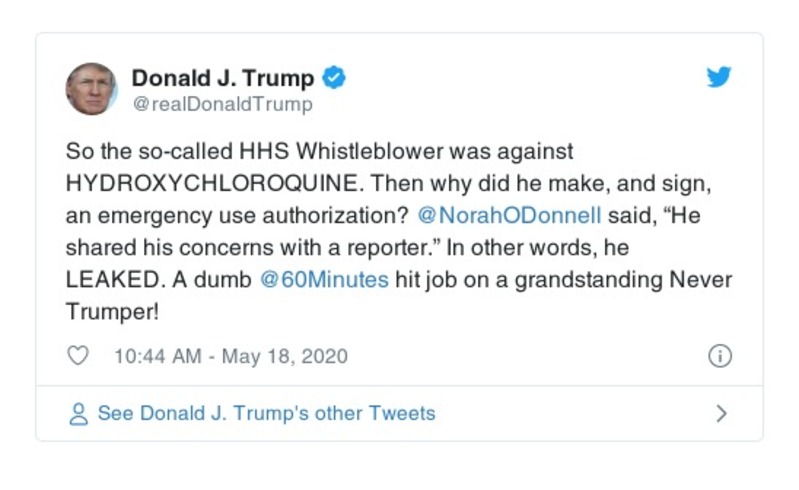 Donald J. Trump
@realDonaldTrump
So the so-called HHS Whistleblower was against
HYDROXYCHLOROQUINE. Then why did he make, and sign,
an emergency use authorization? @NorahODonnell said, “He
shared his concerns with a reporter.” In other words, he
LEAKED. A dumb @60Minutes hit job on a grandstanding Never
Trumper!
10:44 AM - May 18, 2020
See Donald J. Trump's other Tweets